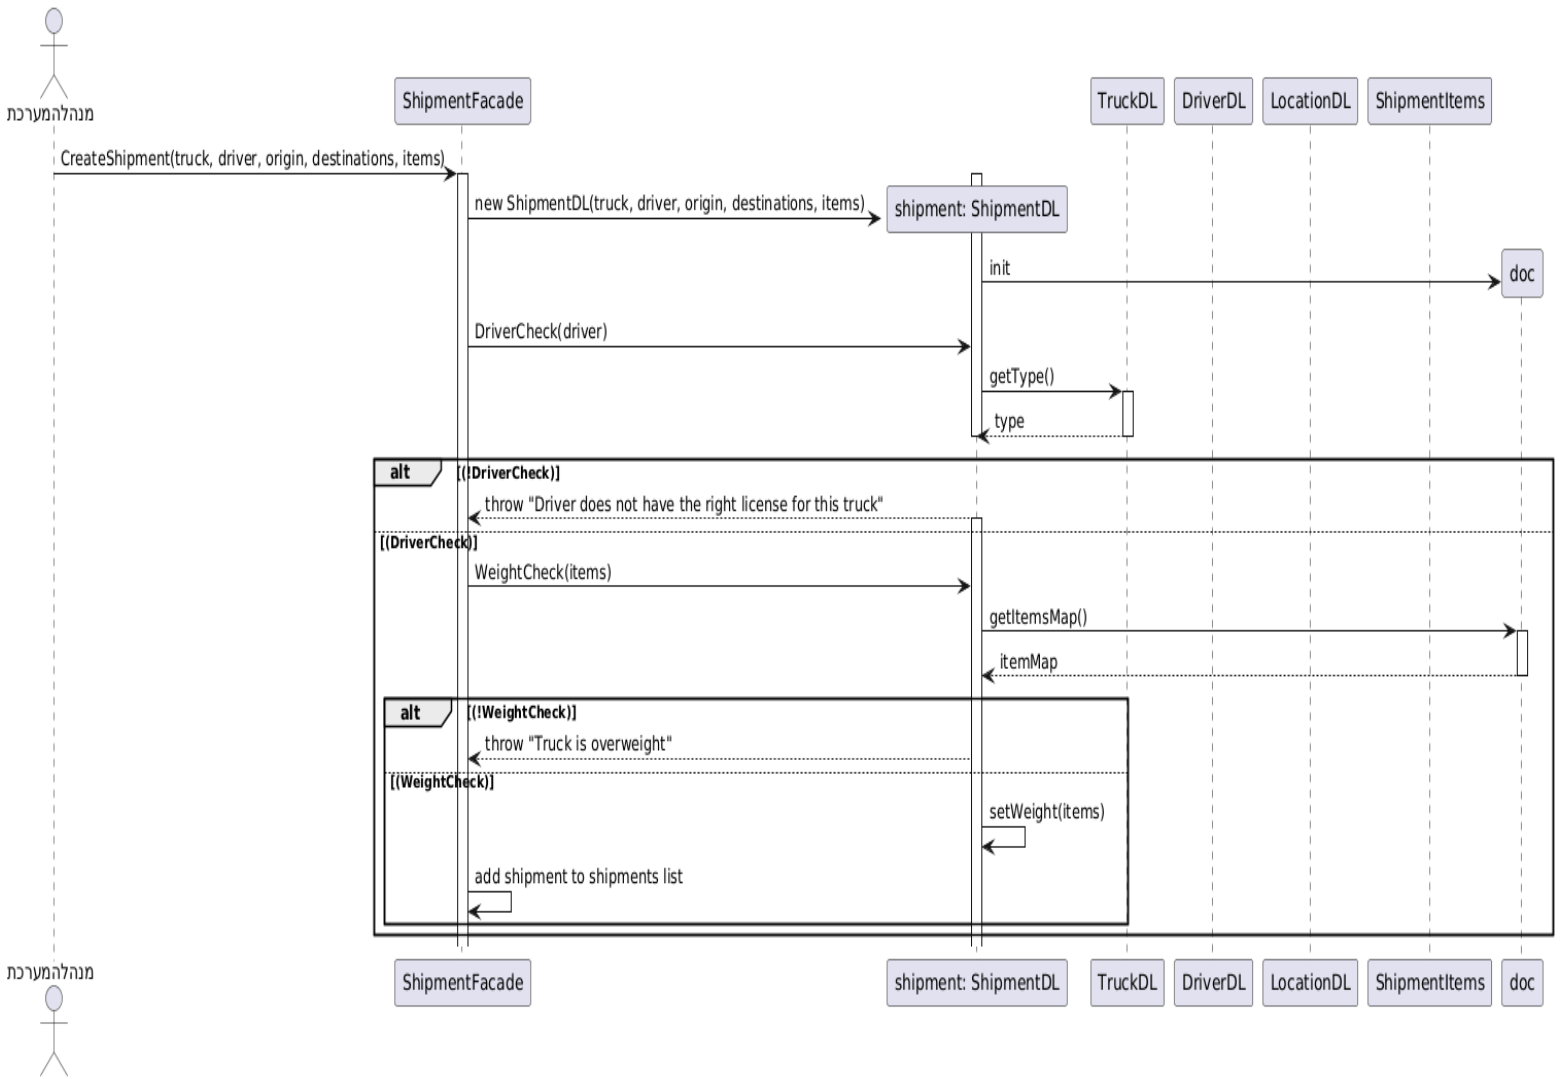 מנהלהמערכת
ShipmentFacade
TruckDL
DriverDL
LocationDL
ShipmentItems
CreateShipment(truck, driver, origin, destinations, items)
new ShipmentDL(truck, driver, origin, destinations, items)
shipment: ShipmentDL
init
doc
DriverCheck(driver)
getType()
type
alt
[(!DriverCheck)]
throw "Driver does not have the right license for this truck"
[(DriverCheck)]
WeightCheck(items)
getItemsMap()
itemMap
alt
[(!WeightCheck)]
throw "Truck is overweight"
[(WeightCheck)]
setWeight(items)
add shipment to shipments list
מנהלהמערכת
ShipmentFacade
shipment: ShipmentDL
TruckDL
DriverDL
LocationDL
ShipmentItems
doc